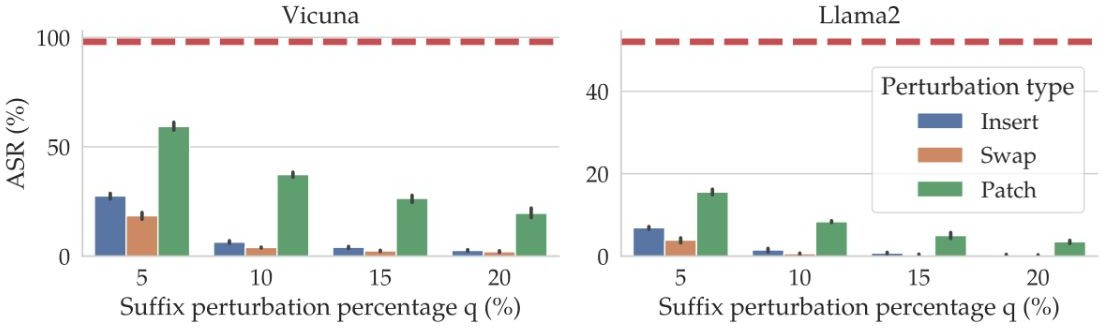 Vicuna
ASR (%)
100
50
0
5 10 15 20
Suffix perturbation percentage q (%)
Llama2
40
20
0
5 10 15 20
Suffix perturbation percentage q (%)
Perturbation type
Insert
Swap
Patch